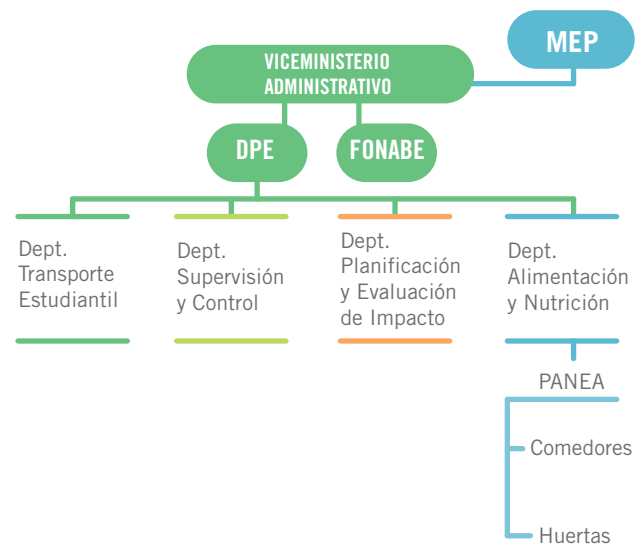 MEP
VICEMINISTERIO
ADMINISTRATIVO
DPE
FONABE
Dept.
Transporte
Estudiantil
Dept.
Supervisión
y Control
Dept.
Planificación
y Evaluación
de Impacto
Dept.
Alimentación
y Nutrición
PANEA
Comedores
Huertas